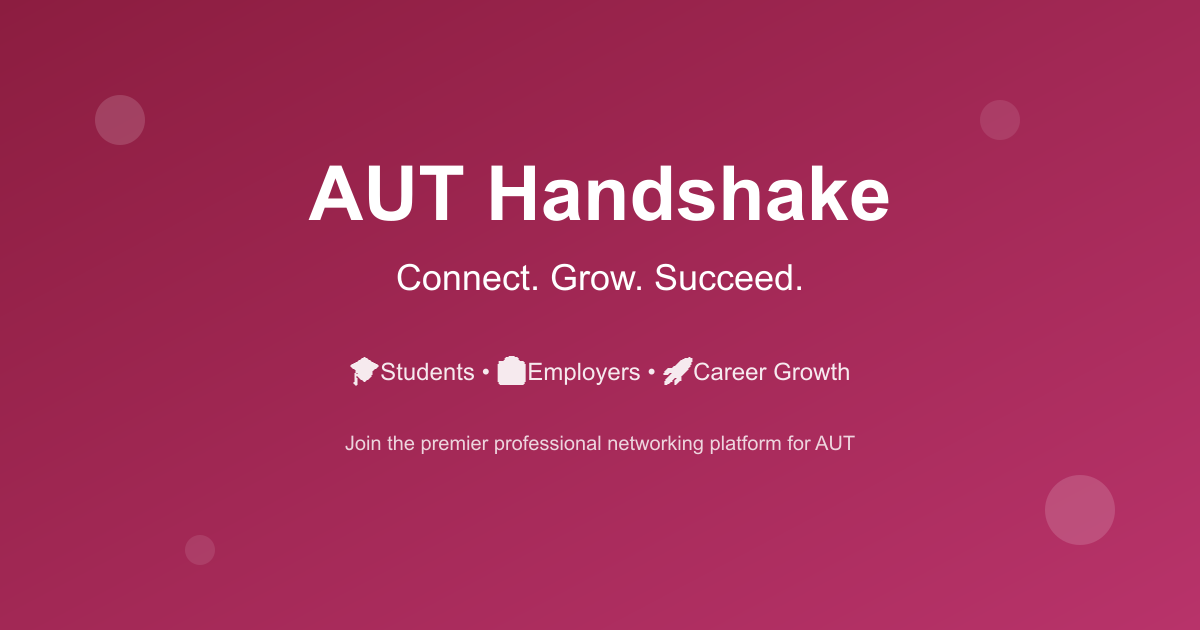 AUT Handshake
Connect. Grow. Succeed.
🎓Students • 💼Employers • 🚀Career Growth
Join the premier professional networking platform for AUT